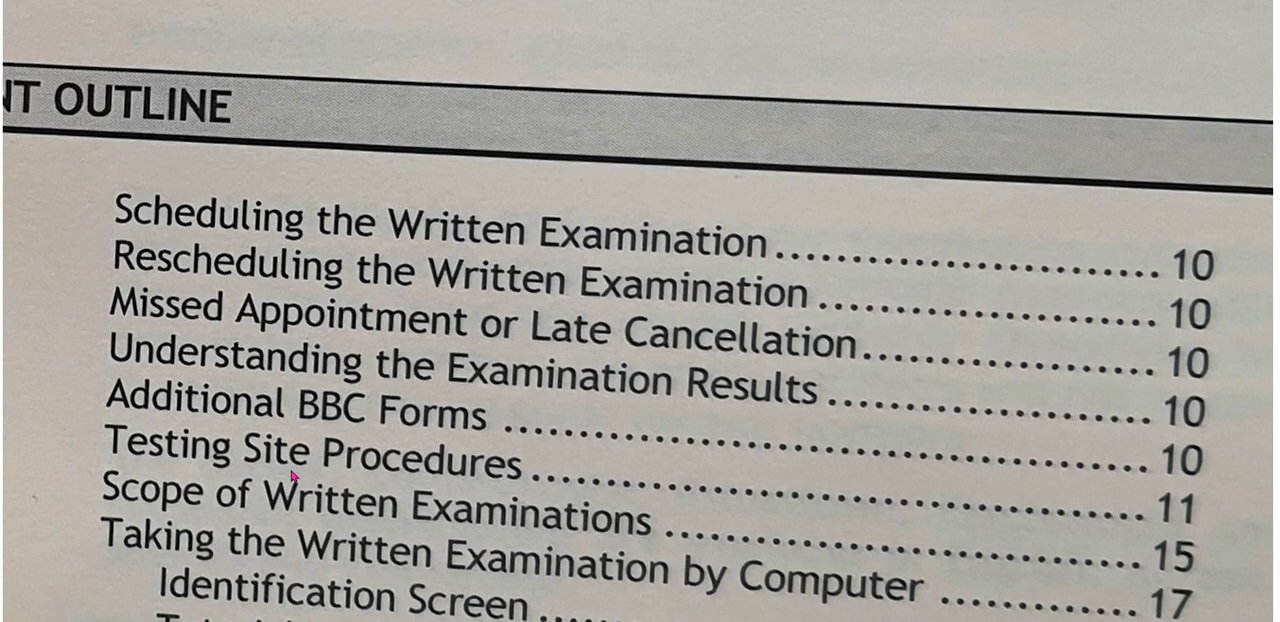 OUTLINE
Scheduling the Written Examination.......................... 10
Rescheduling the Written Examination ....................... 10
Missed Appointment or Late Cancellation.................... 10
Understanding the Examination Results ...................... 10
Additional BBC Forms ........................................... 10
Testing Site Procedures ......................................... 11
Scope of Written Examinations ................................ 15
Taking the Written Examination by Computer ............. 17
Identification Screen .....